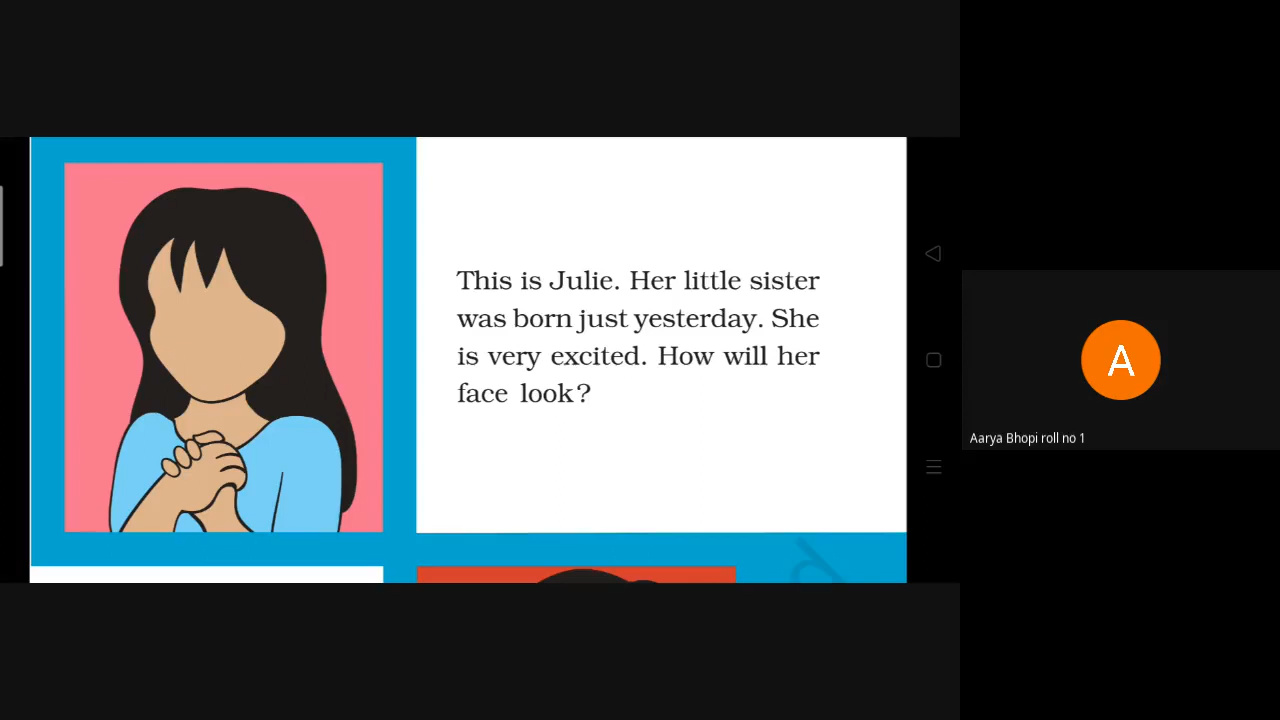 This is Julie. Her little sister
was born just yesterday. She
is very excited. How will her
face look?
A
Aarya Bhopi roll no 1
d